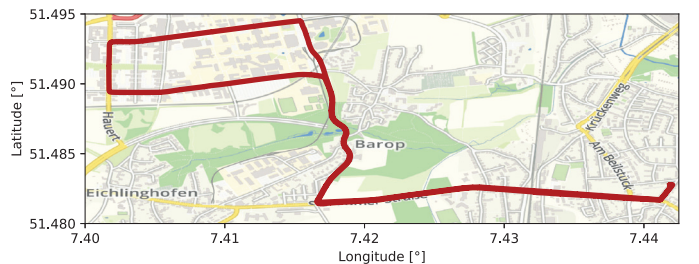 51.495
51.490
51.485
51.480
Latitude [°]
Hauert
Barop
Eichlinghofen
Straße
Krückenweg
Am Beilstück
7.40
7.41
7.42
7.43
7.44
Longitude [°]